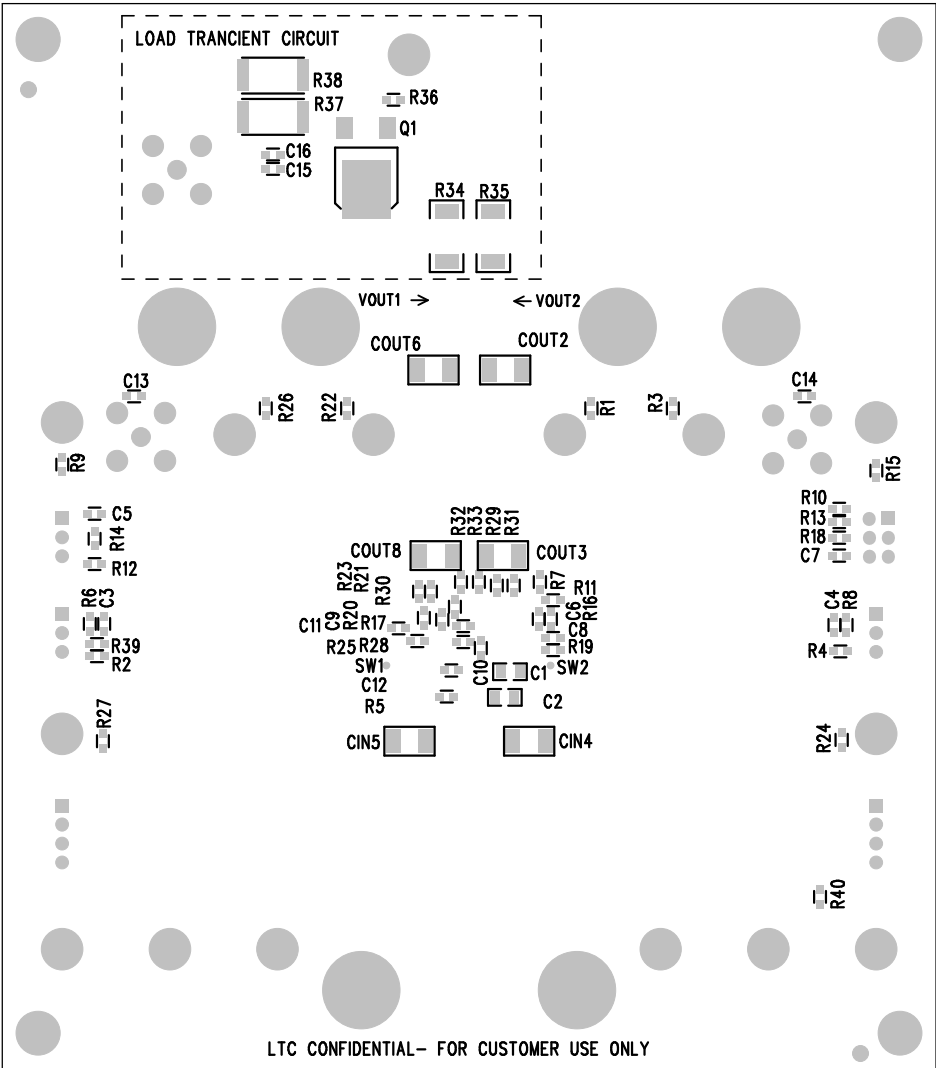 LOAD TRANCIENT CIRCUIT
R38
R37
R36
Q1
C16
C15
R34
R35
VOUT1 →
← VOUT2
COUT6
COUT2
C13
C14
R26
R22
R1
R3
R9
R15
C5
R14
R12
R10
R13
R18
C7
R32
R33
R29
R31
COUT8
COUT3
R23
R21
R30
R7
R11
R6
C3
C11
C9
R20
R17
C6
R16
C8
C4
R8
R39
R2
R25
R28
R19
R4
SW1
C10
C1
SW2
C12
R5
C2
R27
CIN5
CIN4
R24
R40
LTC CONFIDENTIAL- FOR CUSTOMER USE ONLY